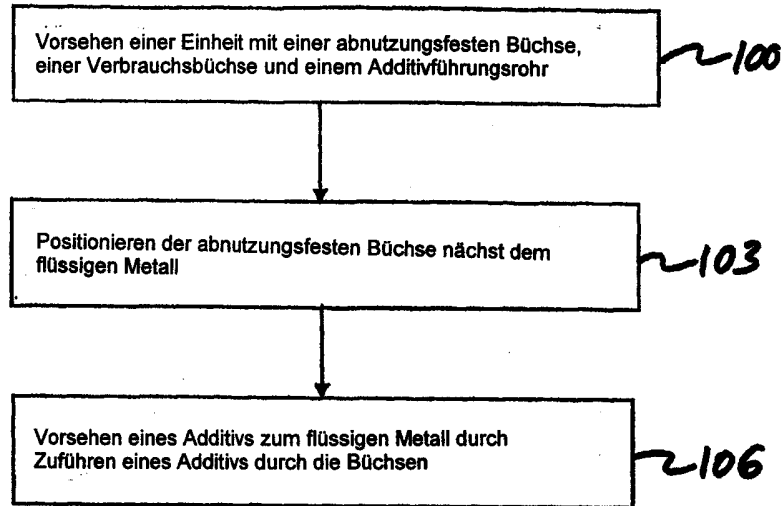 Vorsehen einer Einheit mit einer abnutzungsfesten Büchse,
einer Verbrauchsbüchse und einem Additivführungsrohr
100
Positionieren der abnutzungsfesten Büchse nächst dem
flüssigen Metall
103
Vorsehen eines Additivs zum flüssigen Metall durch
Zuführen eines Additivs durch die Büchsen
106